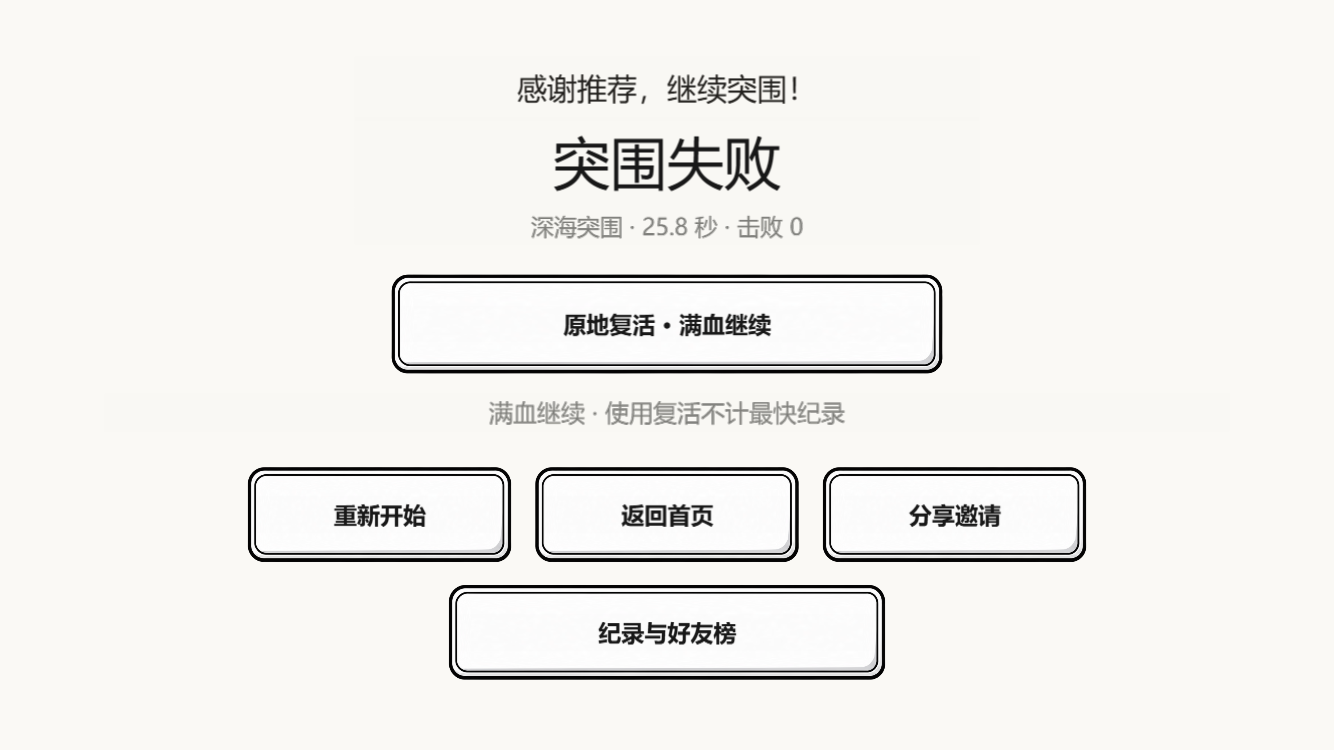 感谢推荐，继续突围！
突围失败
深海突围 · 25.8 秒 · 击败 0
原地复活 · 满血继续
满血继续 · 使用复活不计最快纪录
重新开始 返回首页 分享邀请
纪录与好友榜